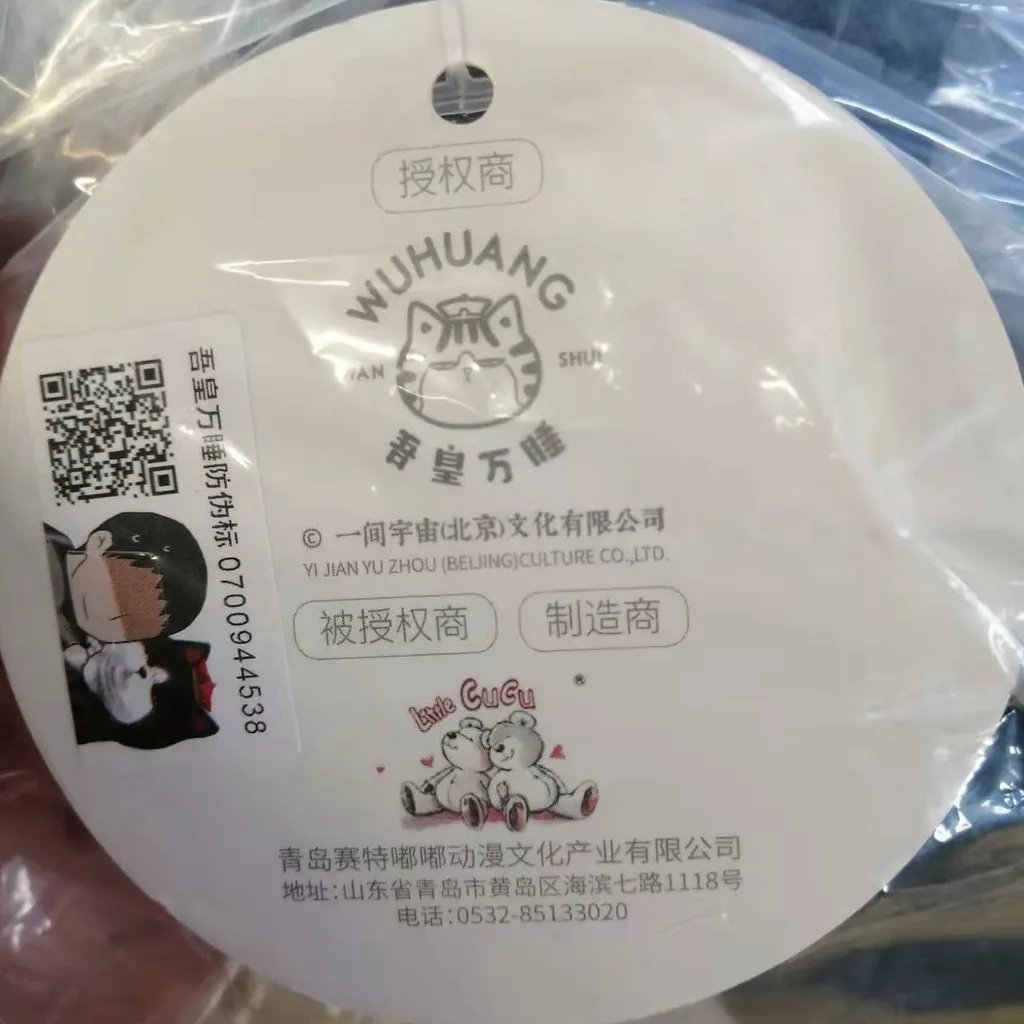 授权商
WUHUANG
WAN SHUI
吾皇万睡
© 一间宇宙(北京)文化有限公司
YI JIAN YU ZHOU (BEIJING)CULTURE CO.,LTD.
被授权商 制造商
Little CuCu ®
青岛赛特嘟嘟动漫文化产业有限公司
地址:山东省青岛市黄岛区海滨七路1118号
电话:0532-85133020
吾皇万睡防伪标 0700944538